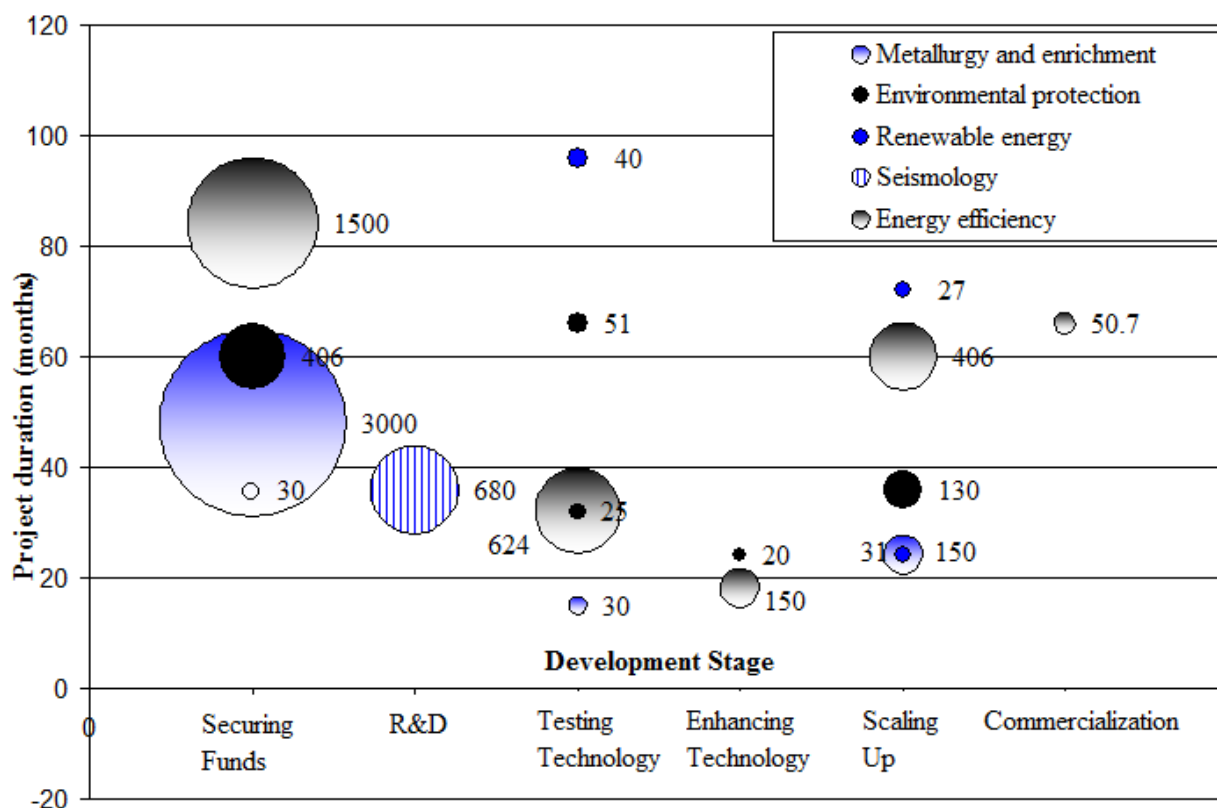 120
Metallurgy and enrichment
Environmental protection
Renewable energy
Seismology
Energy efficiency
100
40
80
1500
27
51
50.7
60
406
406
3000
40
30
680
25
130
624
31
150
20
20
150
30
Project duration (months)
Development Stage
0
0
Securing
Funds
R&D
Testing
Technology
Enhancing
Technology
Scaling
Up
Commercialization
-20